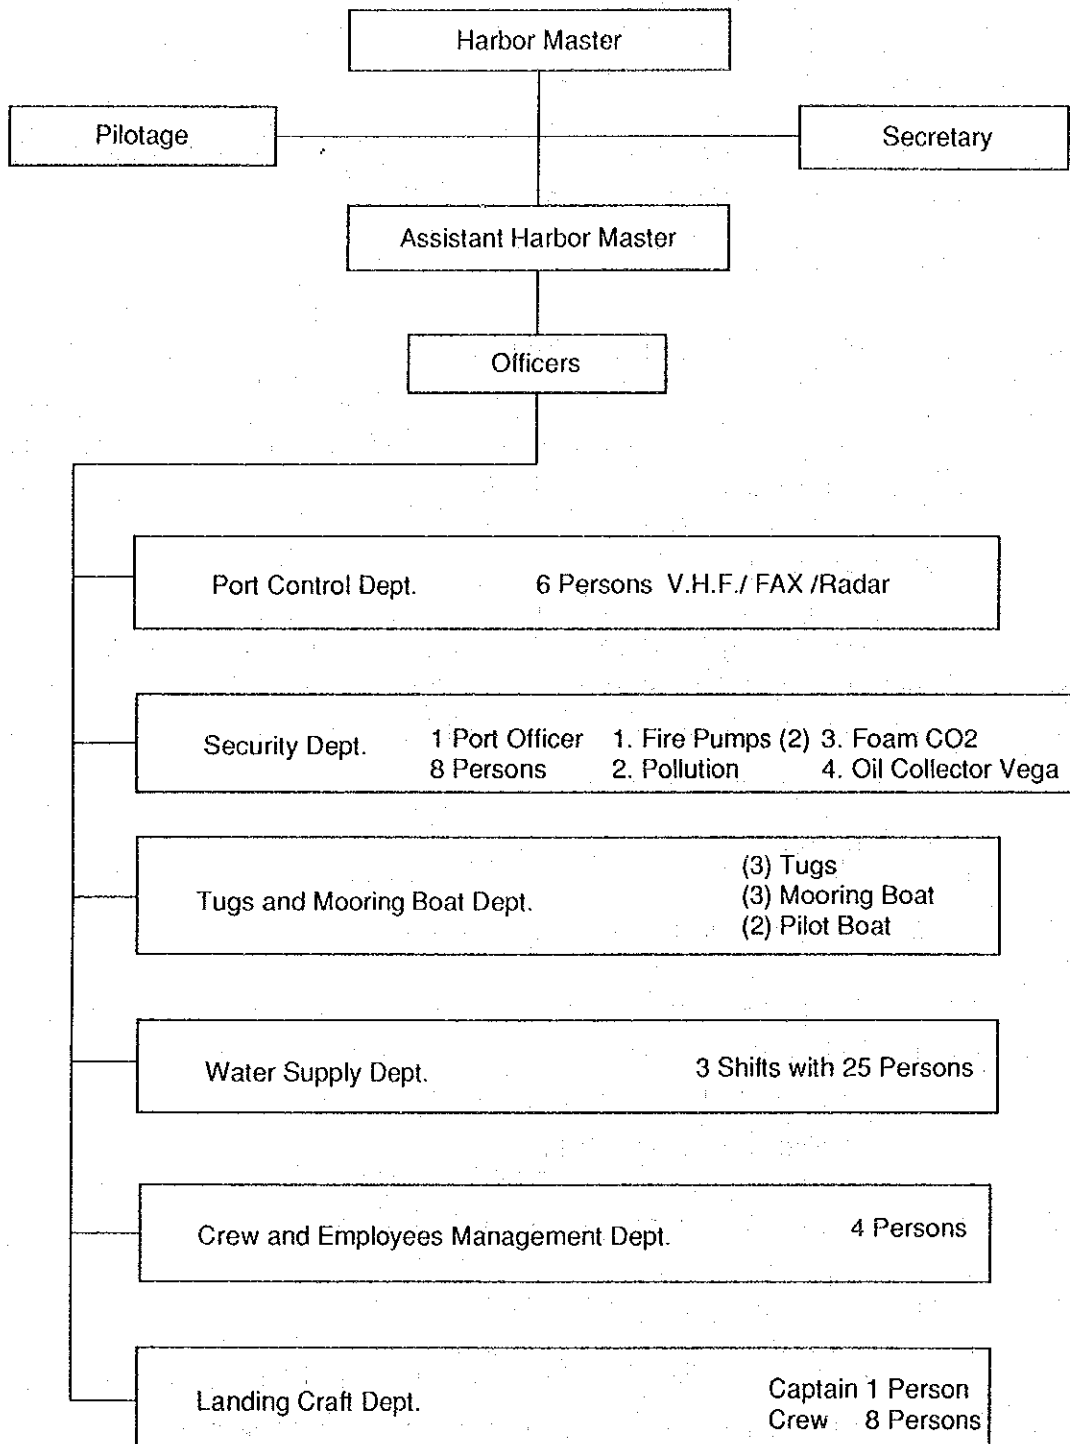 Harbor Master
Pilotage
Secretary
Assistant Harbor Master
Officers
Port Control Dept. 6 Persons V.H.F./ FAX /Radar
Security Dept. 1 Port Officer 1. Fire Pumps (2) 3. Foam CO2
8 Persons 2. Pollution 4. Oil Collector Vega
(3) Tugs
Tugs and Mooring Boat Dept. (3) Mooring Boat
(2) Pilot Boat
Water Supply Dept. 3 Shifts with 25 Persons
Crew and Employees Management Dept. 4 Persons
Landing Craft Dept. Captain 1 Person
Crew 8 Persons